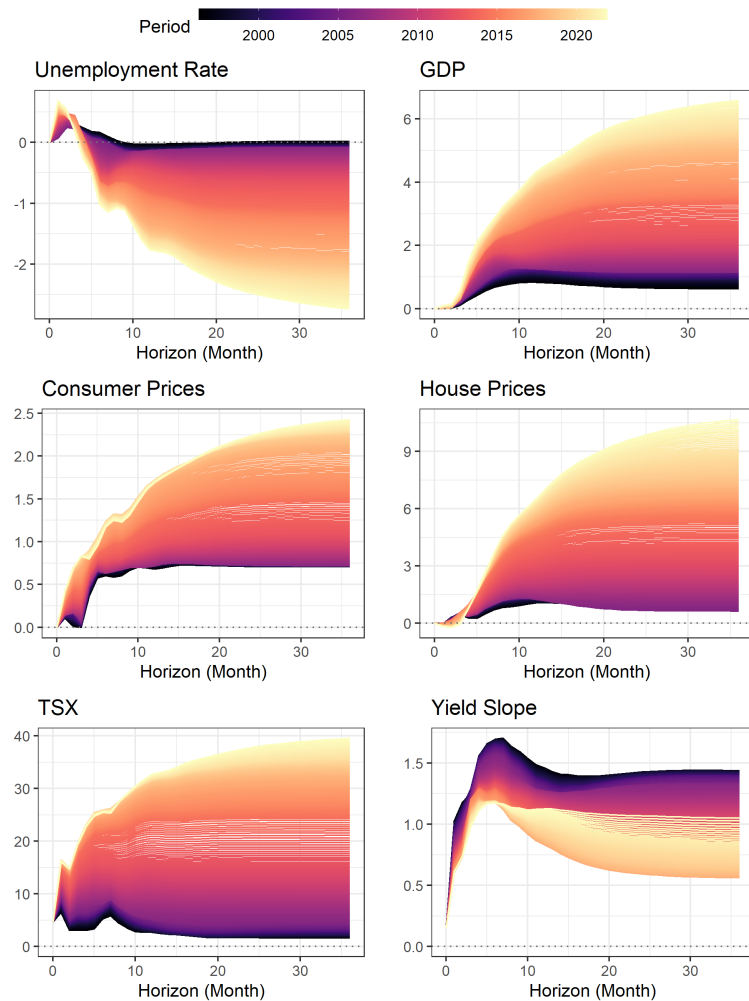 Period
2000 2005 2010 2015 2020
Unemployment Rate
0
-1
-2
0 10 20 30
Horizon (Month)
GDP
6
4
2
0
0 10 20 30
Horizon (Month)
Consumer Prices
2.5
2.0
1.5
1.0
0.5
0.0
0 10 20 30
Horizon (Month)
House Prices
9
6
3
0
0 10 20 30
Horizon (Month)
TSX
40
30
20
10
0
0 10 20 30
Horizon (Month)
Yield Slope
1.5
1.0
0.5
0.0
0 10 20 30
Horizon (Month)